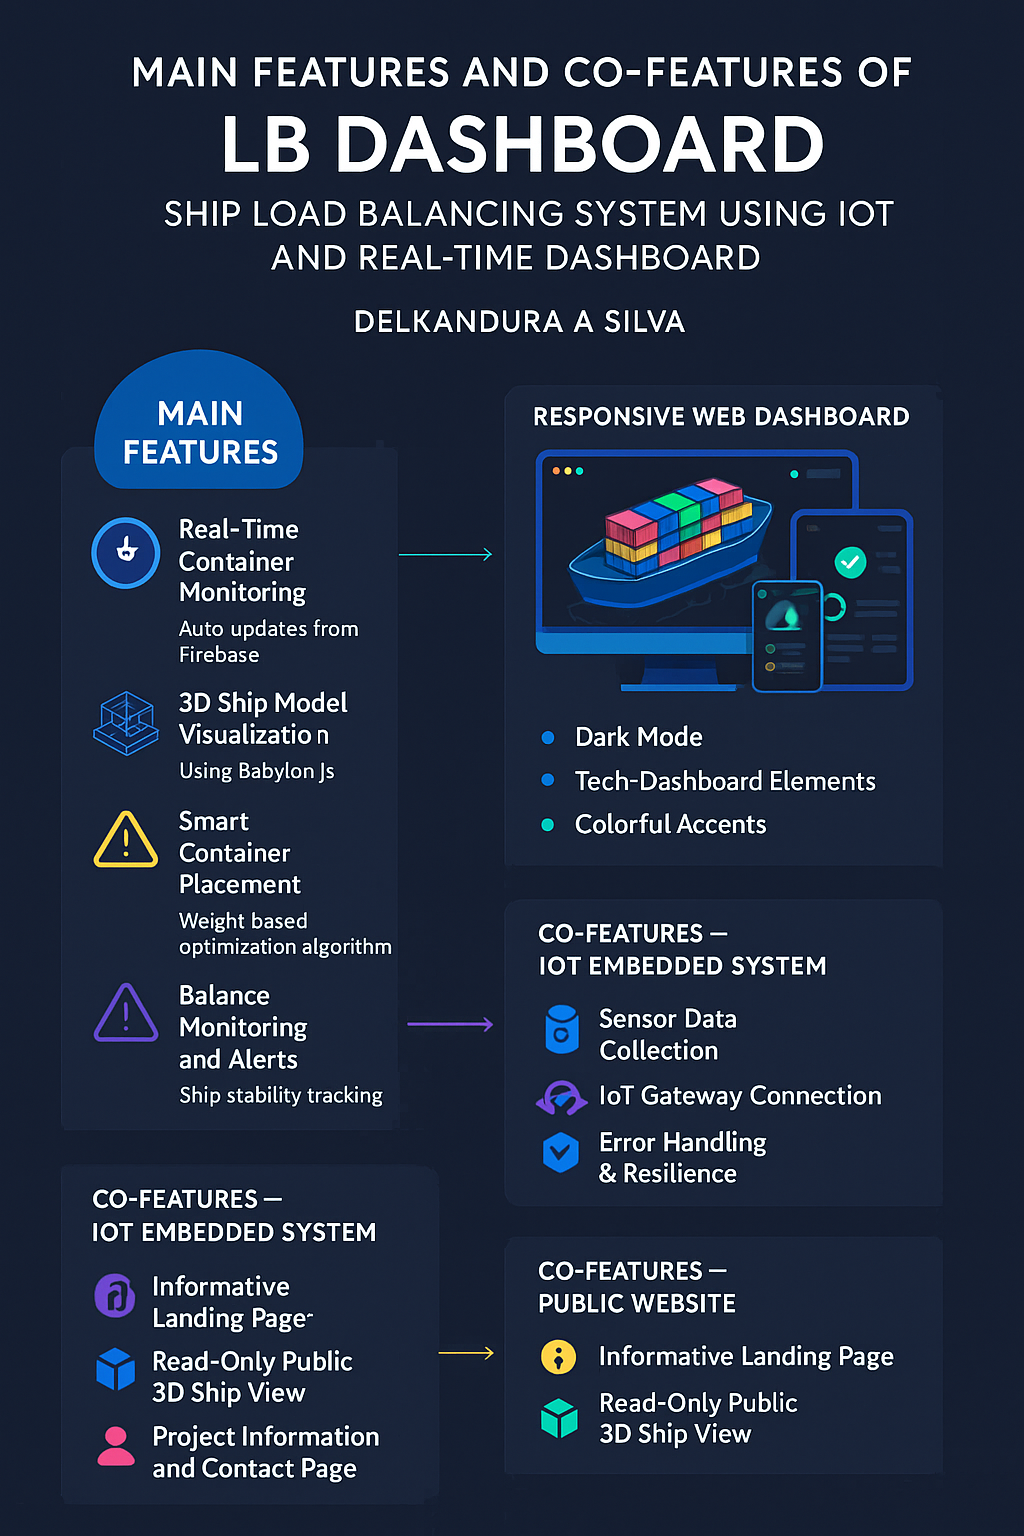 MAIN FEATURES AND CO-FEATURES OF
LB DASHBOARD
SHIP LOAD BALANCING SYSTEM USING IOT
AND REAL-TIME DASHBOARD
DELKANDURA A SILVA
MAIN
FEATURES
Real-Time
Container
Monitoring
Auto updates from
Firebase
3D Ship Model
Visualization
Using Babylon Js
Smart
Container
Placement
Weight based
optimization algorithm
Balance
Monitoring
and Alerts
Ship stability tracking
RESPONSIVE WEB DASHBOARD
Dark Mode
Tech-Dashboard Elements
Colorful Accents
CO-FEATURES —
IOT EMBEDDED SYSTEM
Sensor Data
Collection
IoT Gateway Connection
Error Handling
& Resilience
CO-FEATURES —
IOT EMBEDDED SYSTEM
Informative
Landing Page
Read-Only Public
3D Ship View
Project Information
and Contact Page
CO-FEATURES —
PUBLIC WEBSITE
Informative Landing Page
Read-Only Public
3D Ship View